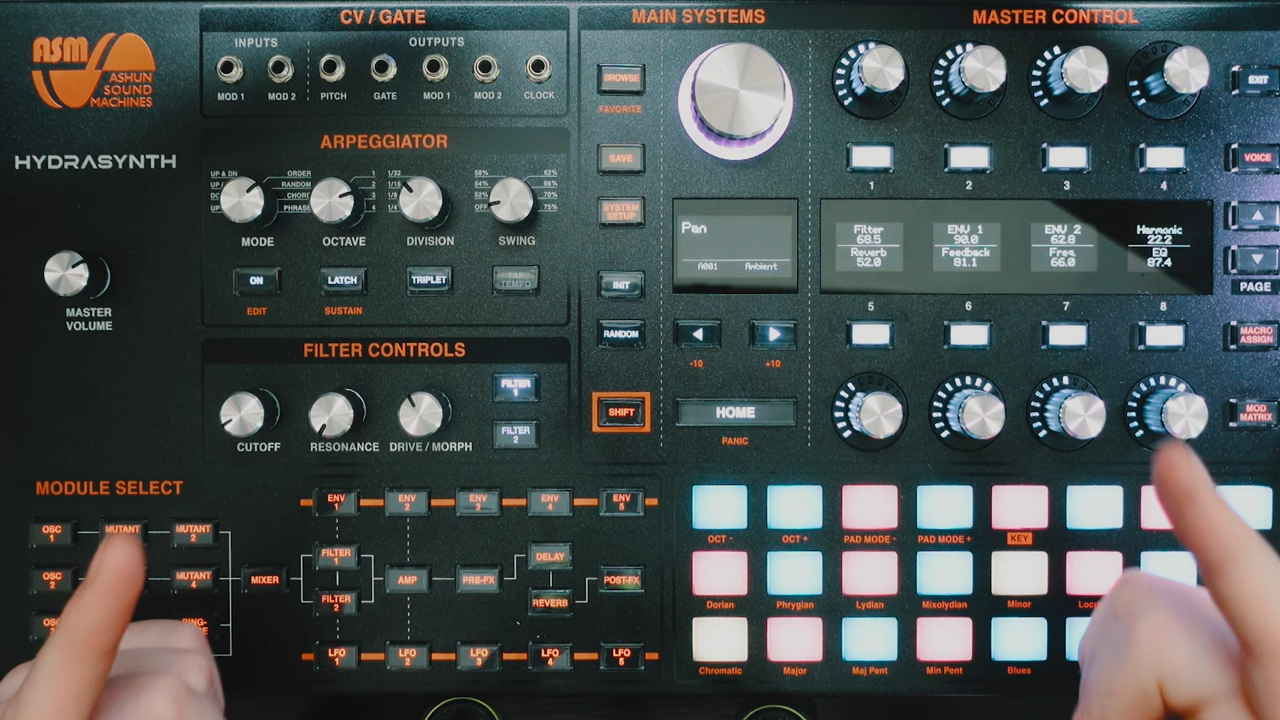 ASM
ASHUN
SOUND
MACHINES
HYDRASYNTH
MASTER
VOLUME
CV / GATE
INPUTS
OUTPUTS
MOD 1
MOD 2
PITCH
GATE
MOD 1
MOD 2
CLOCK
ARPEGGIATOR
UP & DN
ORDER
RANDOM
CHORD
PHRASE
1
2
3
4
1/32
1/16
1/8
1/4
58%
54%
52%
OFF
62%
66%
70%
75%
MODE
OCTAVE
DIVISION
SWING
ON
LATCH
TRIPLET
TAP
TEMPO
EDIT
SUSTAIN
FILTER CONTROLS
CUTOFF
RESONANCE
DRIVE / MORPH
FILTER
1
FILTER
2
MAIN SYSTEMS
BROWSE
FAVORITE
SAVE
SYSTEM
SETUP
INIT
RANDOM
SHIFT
Pan
A001 Ambient
-10
+10
HOME
PANIC
MASTER CONTROL
1
2
3
4
Filter
68.5
Reverb
52.0
ENV 1
90.0
Feedback
81.1
ENV 2
62.8
Freq
66.0
Harmonic
22.2
EQ
87.4
5
6
7
8
EXIT
VOICE
PAGE
MACRO
ASSIGN
MOD
MATRIX
MODULE SELECT
OSC
1
MUTANT
MUTANT
2
OSC
2
MUTANT
4
OSC
RING-
MIXER
ENV
1
ENV
2
ENV
3
ENV
4
ENV
5
FILTER
1
FILTER
2
AMP
PRE-FX
DELAY
REVERB
POST-FX
LFO
1
LFO
2
LFO
3
LFO
4
LFO
5
OCT -
OCT +
PAD MODE -
PAD MODE +
KEY
Dorian
Phrygian
Lydian
Mixolydian
Minor
Chromatic
Major
Maj Pent
Min Pent
Blues